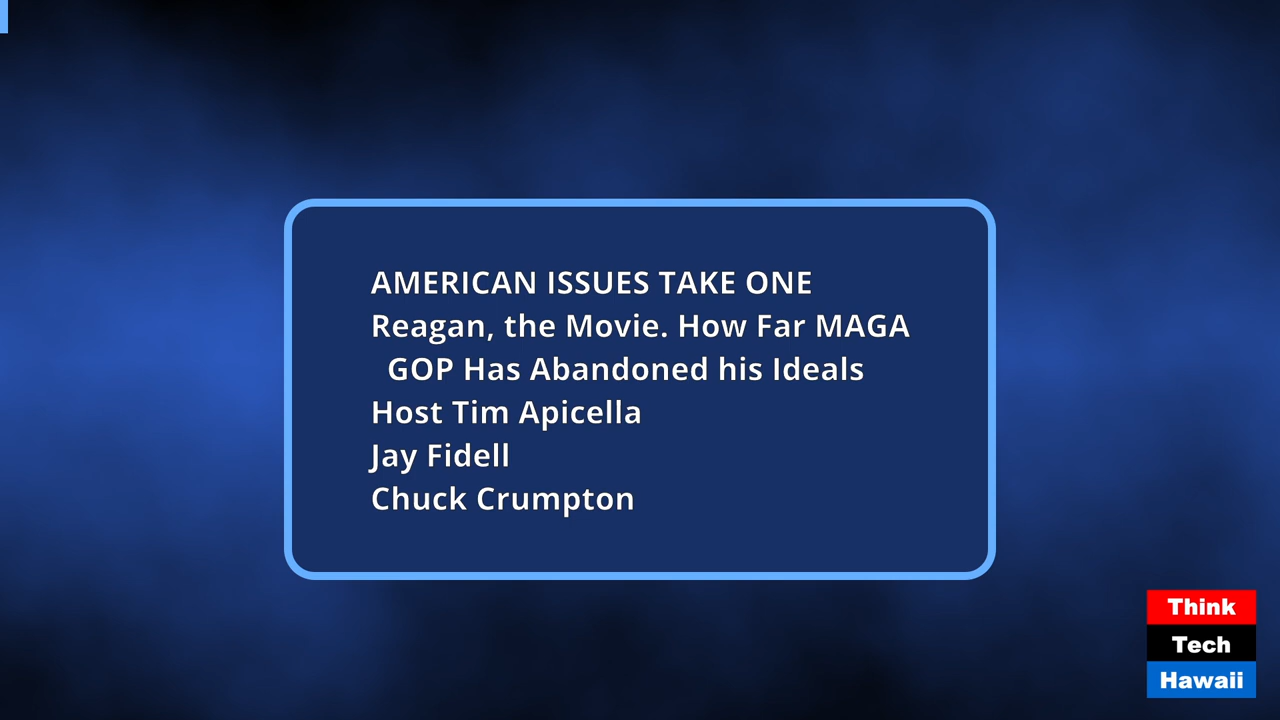 AMERICAN ISSUES TAKE ONE
Reagan, the Movie. How Far MAGA
GOP Has Abandoned his Ideals
Host Tim Apicella
Jay Fidell
Chuck Crumpton
Think
Tech
Hawaii